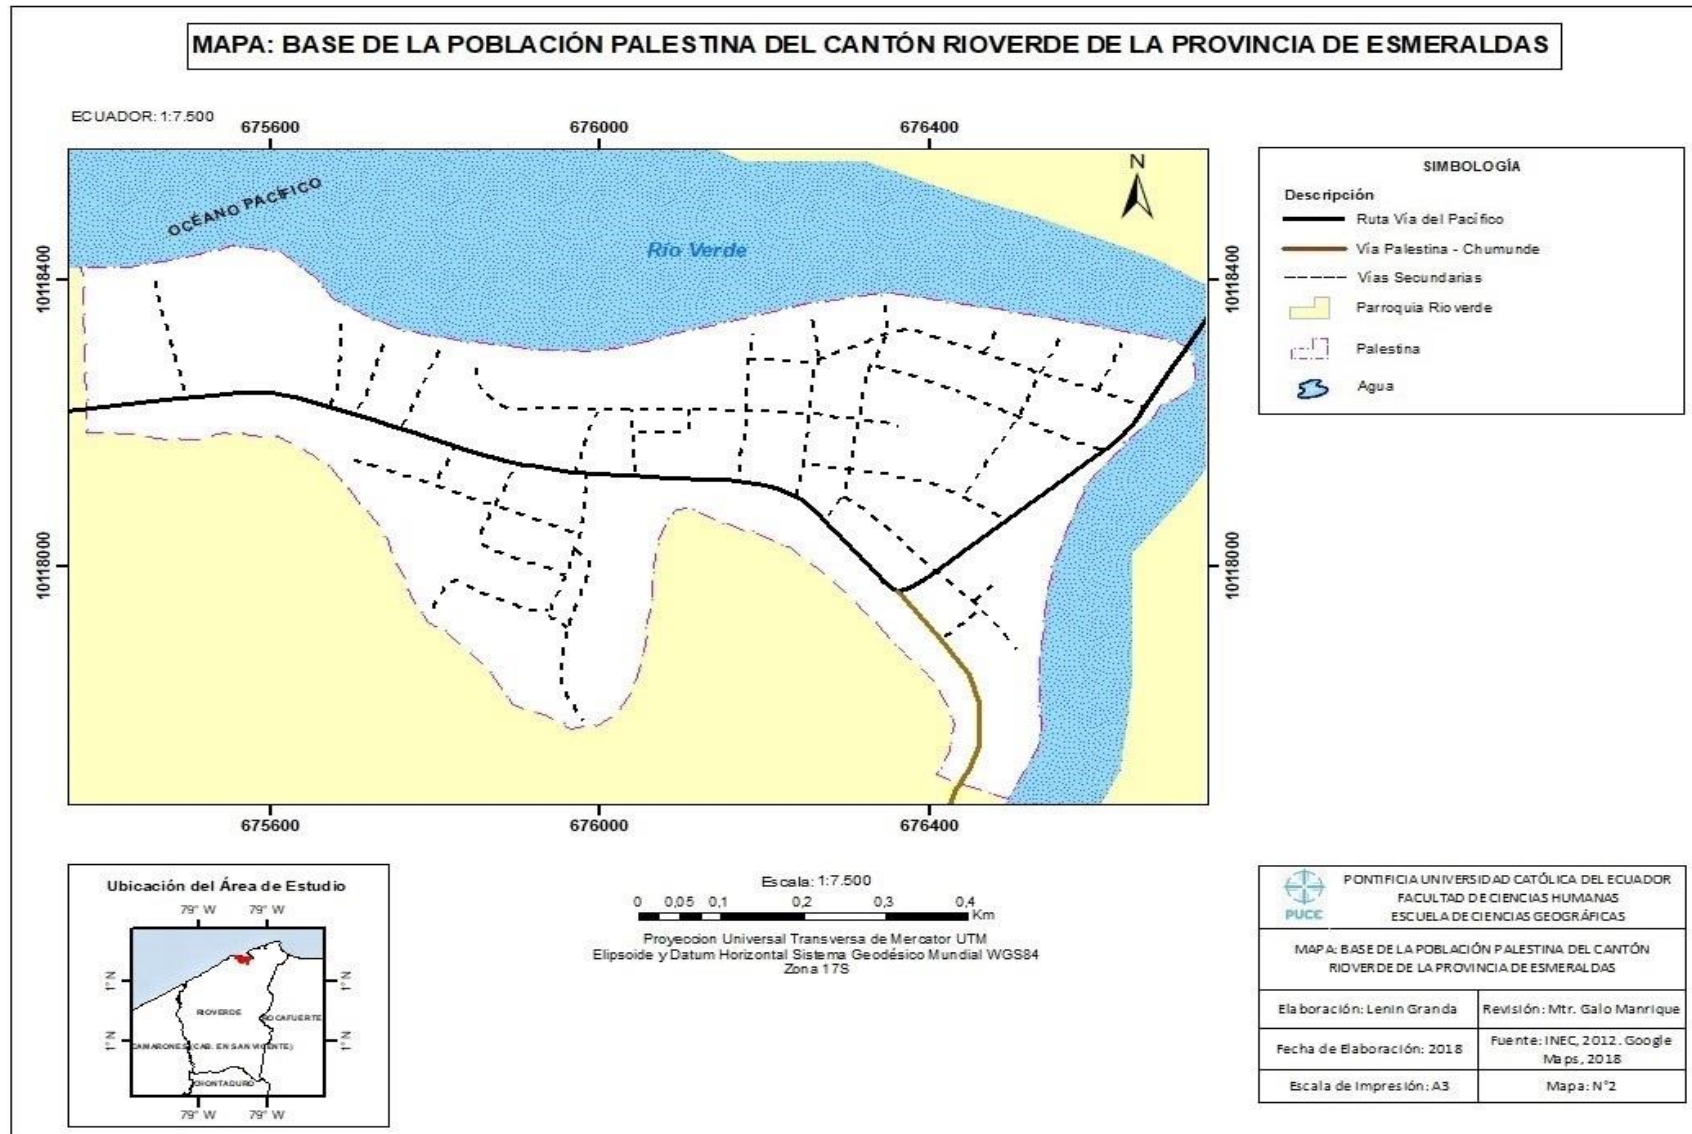 MAPA: BASE DE LA POBLACIÓN PALESTINA DEL CANTÓN RIOVERDE DE LA PROVINCIA DE ESMERALDAS
ECUADOR: 1:7.500
675600
676000
676400
N
OCÉANO PACÍFICO
Río Verde
10118400
10118400
10118000
10118000
675600
676000
676400
SIMBOLOGÍA
Descripción
Ruta Vía del Pacífico
Vía Palestina - Chumunde
Vías Secundarias
Parroquia Rioverde
Palestina
Agua
Ubicación del Área de Estudio
79° W
79° W
1° N
1° N
RIOVERDE
ROCAFUERTE
1° N
1° N
CAMARONES (CAB. EN SAN VICENTE)
CHONTADURO
79° W
79° W
Escala: 1:7.500
0 0,05 0,1 0,2 0,3 0,4
Km
Proyeccion Universal Transversa de Mercator UTM
Elipsoide y Datum Horizontal Sistema Geodésico Mundial WGS84
Zona 17S
PUCE
PONTIFICIA UNIVERSIDAD CATÓLICA DEL ECUADOR
FACULTAD DE CIENCIAS HUMANAS
ESCUELA DE CIENCIAS GEOGRÁFICAS
MAPA: BASE DE LA POBLACIÓN PALESTINA DEL CANTÓN
RIOVERDE DE LA PROVINCIA DE ESMERALDAS
Elaboración: Lenin Granda
Revisión: Mtr. Galo Manrique
Fecha de Elaboración: 2018
Fuente: INEC, 2012. Google
Maps, 2018
Escala de Impresión: A3
Mapa: N°2